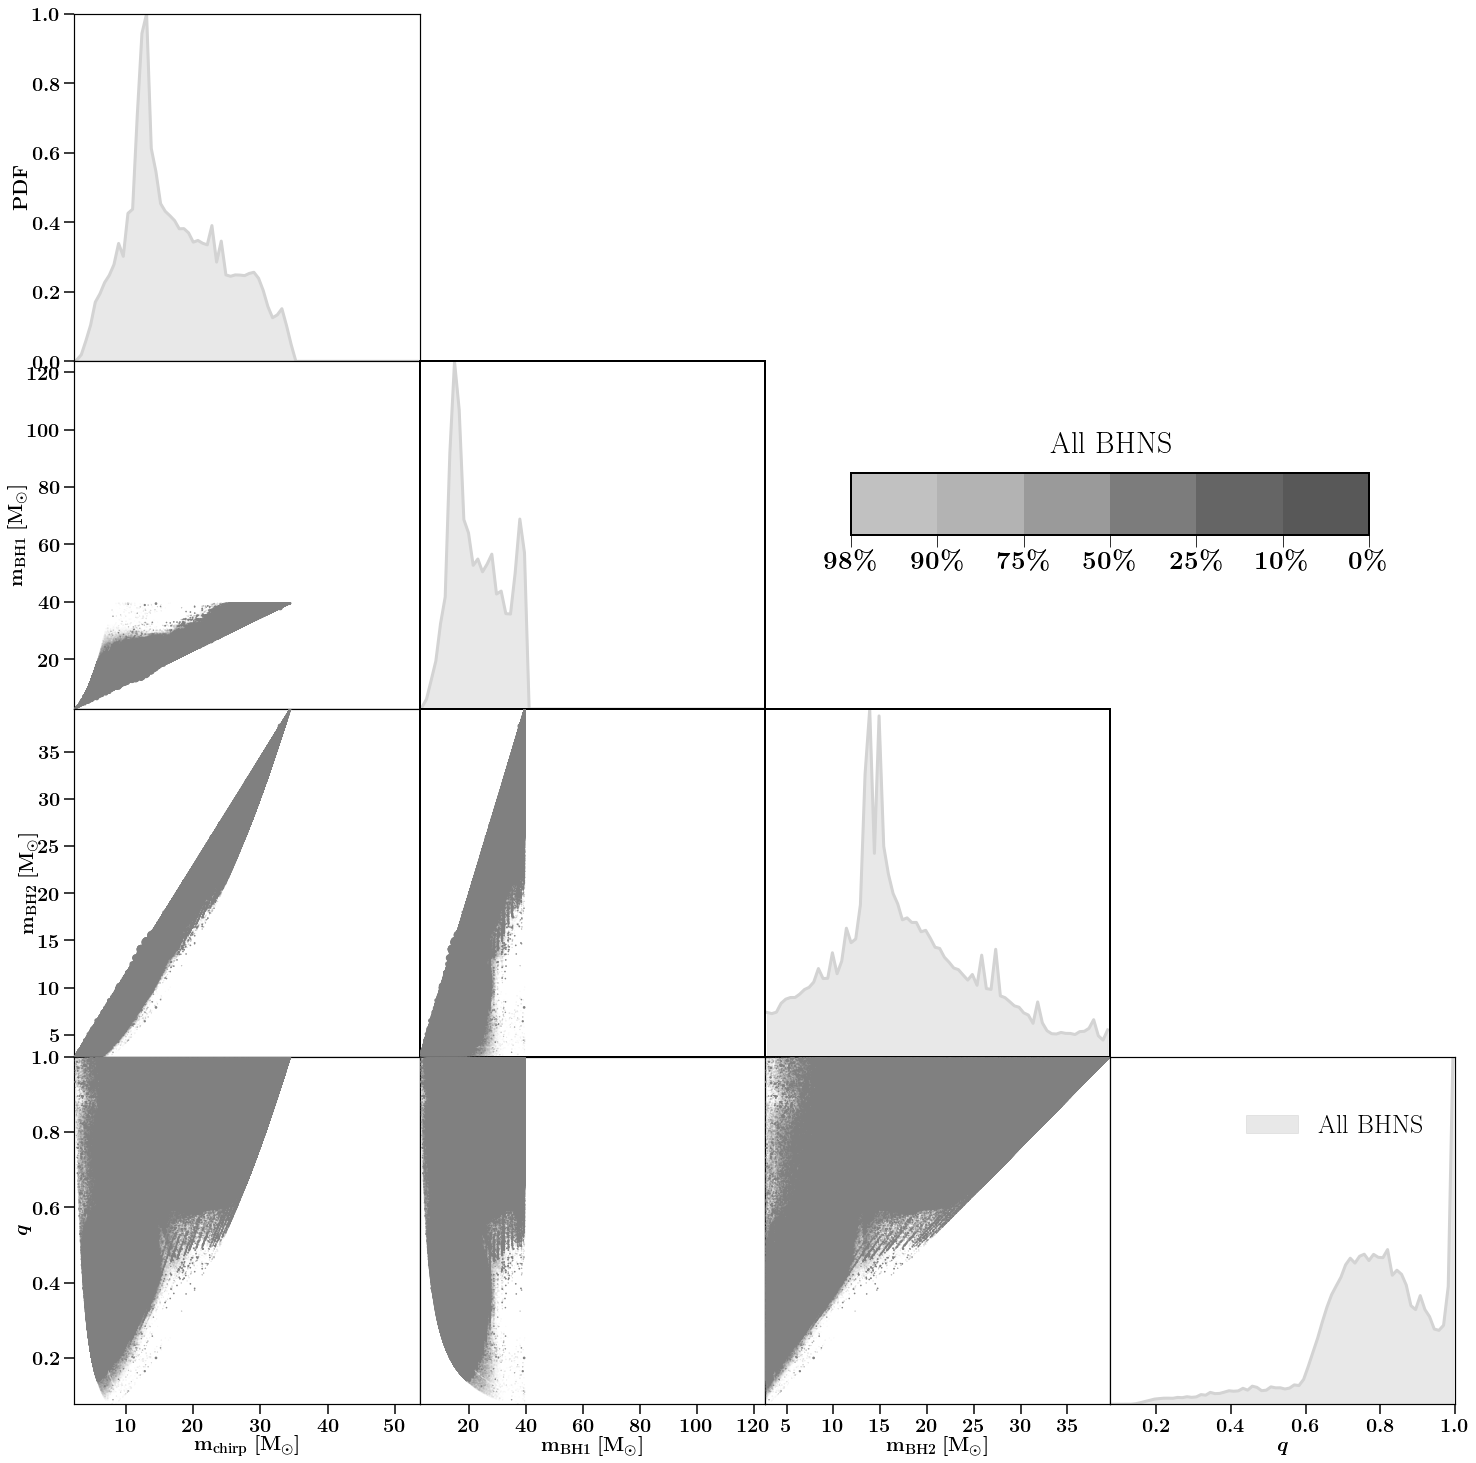 1.0
0.8
0.6
0.4
0.2
0.0
PDF
120
100
80
60
40
20
m_BH1 [M_⊙]
All BHNS
98% 90% 75% 50% 25% 10% 0%
35
30
25
20
15
10
5
m_BH2 [M_⊙]
All BHNS
1.0
0.8
0.6
0.4
0.2
q
10 20 30 40 50
m_chirp [M_⊙]
20 40 60 80 100 120
m_BH1 [M_⊙]
5 10 15 20 25 30 35
m_BH2 [M_⊙]
0.2 0.4 0.6 0.8 1.0
q